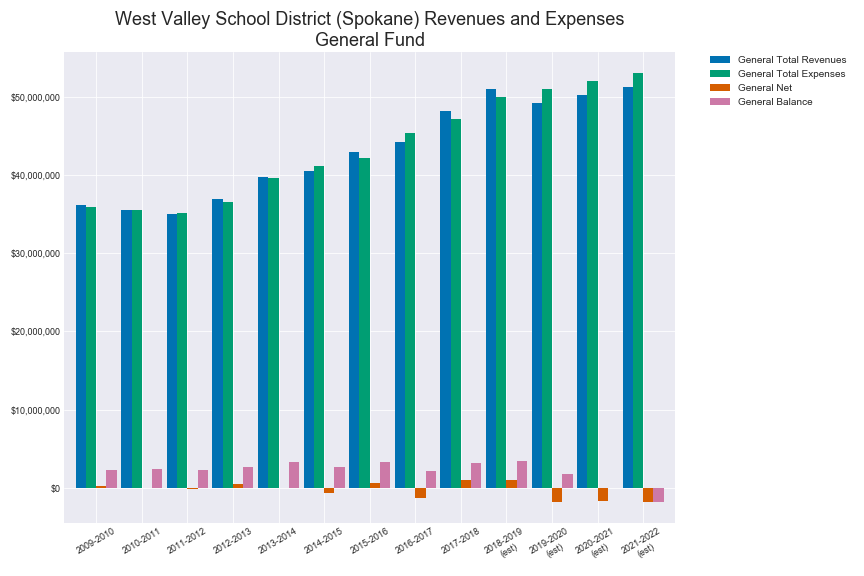 West Valley School District (Spokane) Revenues and Expenses
General Fund
General Total Revenues
General Total Expenses
General Net
General Balance
$50,000,000
$40,000,000
$30,000,000
$20,000,000
$10,000,000
$0
2009-2010
2010-2011
2011-2012
2012-2013
2013-2014
2014-2015
2015-2016
2016-2017
2017-2018
2018-2019
(est)
2019-2020
(est)
2020-2021
(est)
2021-2022
(est)